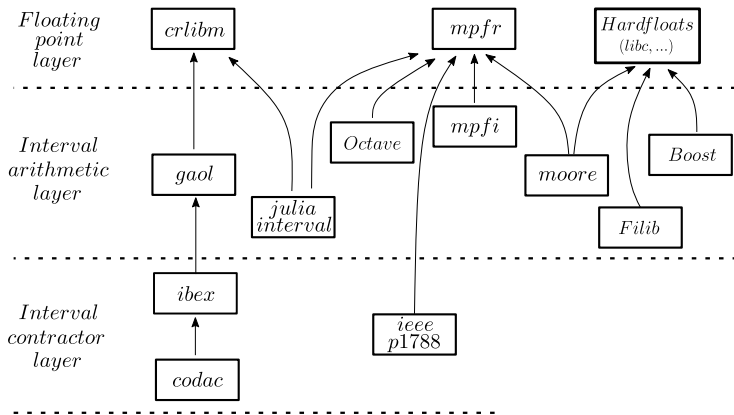 Floating
point
layer
crlibm
mpfr
Hardfloats
(libc,...)
Interval
arithmetic
layer
gaol
julia
interval
Octave
mpfi
moore
Boost
Filib
Interval
contractor
layer
ibex
codac
ieee
p1788